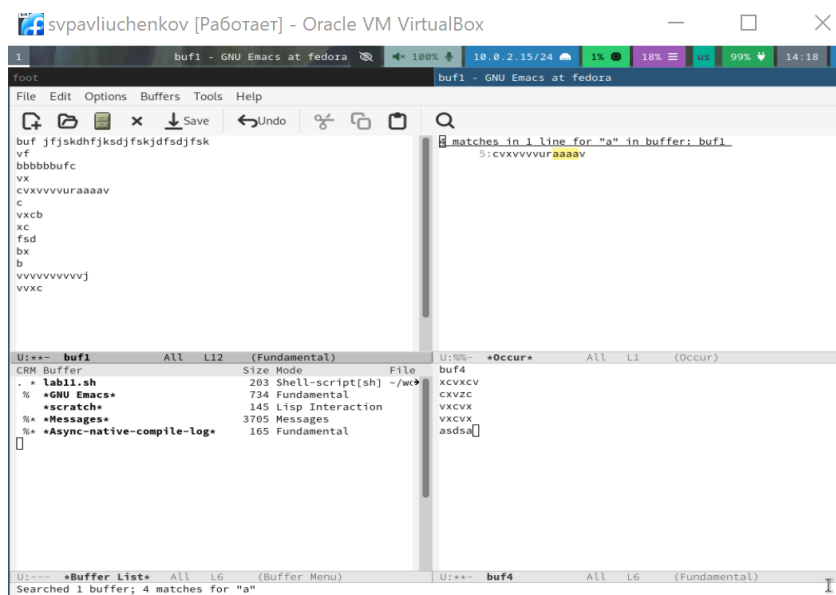 svpavliuchenkov [Работает] - Oracle VM VirtualBox
1 buf1 - GNU Emacs at fedora 100% 10.0.2.15/24 1% 18% us 99% 14:18
foot buf1 - GNU Emacs at fedora
File Edit Options Buffers Tools Help
Save Undo
buf jfjskdhfjksdjfskjdfsdjfsk
vf
bbbbbbufc
vx
cvxvvvvuraaaav
c
vxcb
xc
fsd
bx
b
vvvvvvvvvvj
vvxc
U:**- buf1 All L12 (Fundamental)
4 matches in 1 line for "a" in buffer: buf1
5:cvxvvvvuraaaav
U:%%- *Occur* All L1 (Occur)
CRM Buffer Size Mode File
. * lab11.sh 203 Shell-script[sh] ~/wo
% *GNU Emacs* 734 Fundamental
*scratch* 145 Lisp Interaction
%* *Messages* 3705 Messages
%* *Async-native-compile-log* 165 Fundamental
U:--- *Buffer List* All L6 (Buffer Menu)
buf4
xcvxcv
cxvzc
vxcvx
vxcvx
asdsa
U:**- buf4 All L6 (Fundamental)
Searched 1 buffer; 4 matches for "a"